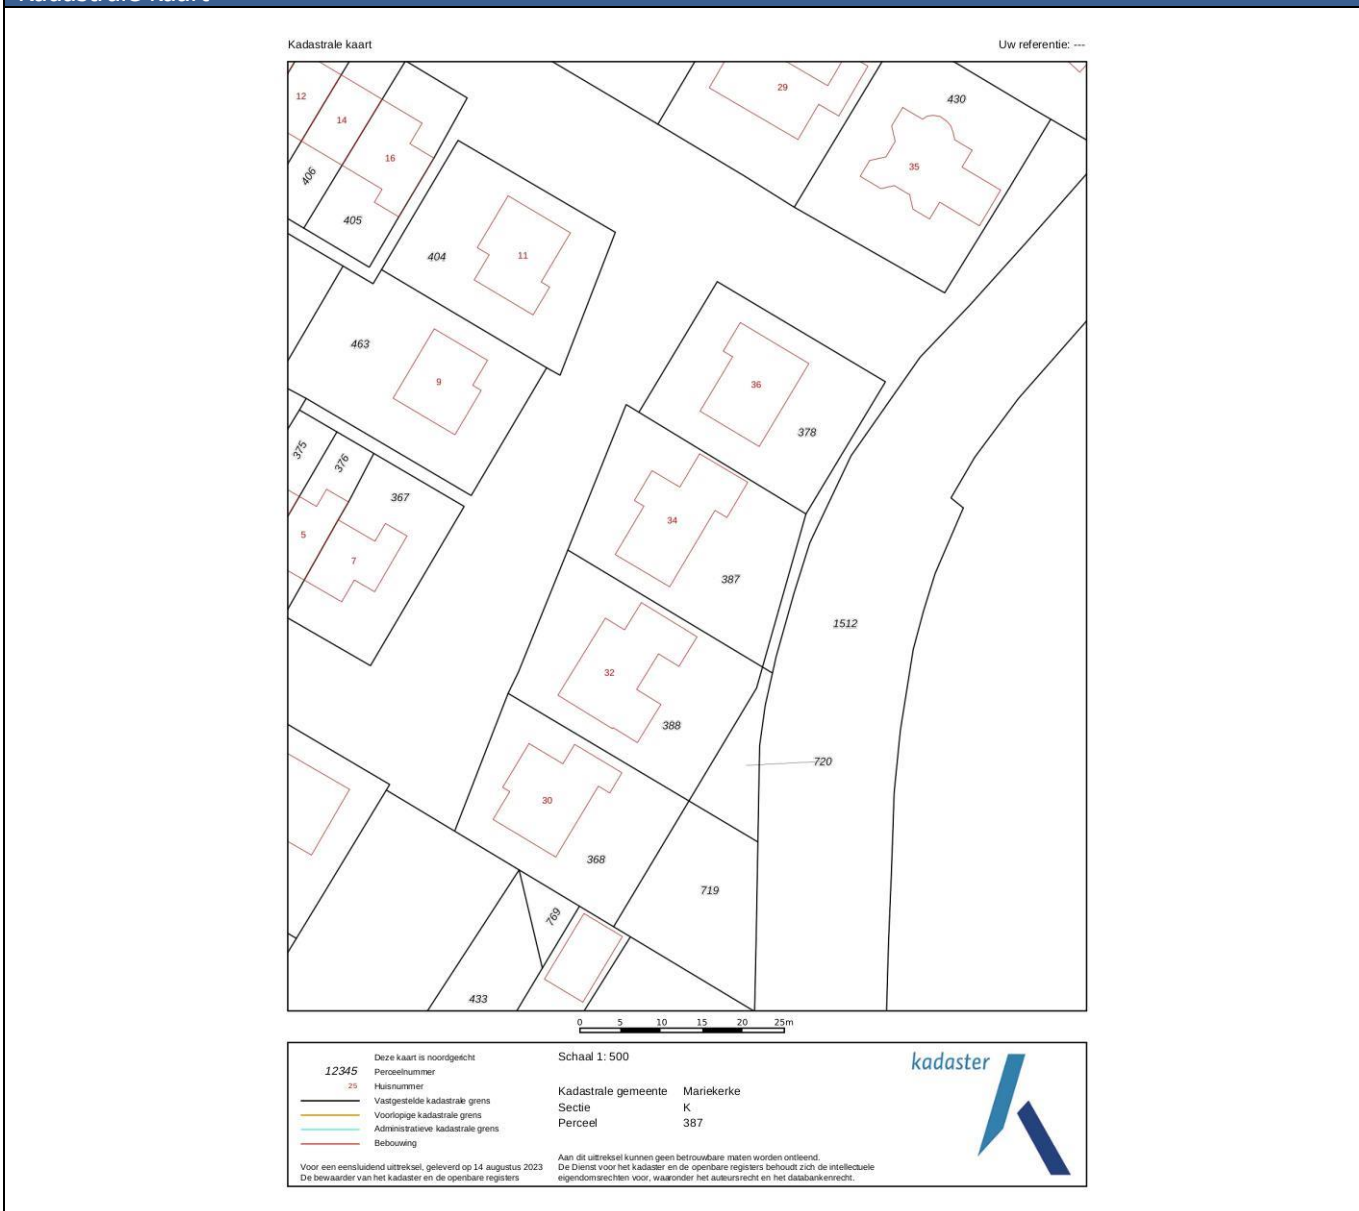 Kadastrale kaart
Kadastrale kaart
Uw referentie: ---
12
14
16
406
405
29
430
35
404
11
463
9
36
378
375
376
367
5
7
34
387
1512
32
388
720
30
368
719
769
433
0 5 10 15 20 25m
Deze kaart is noordgericht
12345 Perceelnummer
25 Huisnummer
Vastgestelde kadastrale grens
Voorlopige kadastrale grens
Administratieve kadastrale grens
Bebouwing
Voor een eensluidend uittreksel, geleverd op 14 augustus 2023
De bewaarder van het kadaster en de openbare registers
Schaal 1: 500
Kadastrale gemeente Mariekerke
Sectie K
Perceel 387
Aan dit uittreksel kunnen geen betrouwbare maten worden ontleend.
De Dienst voor het kadaster en de openbare registers behoudt zich de intellectuele
eigendomsrechten voor, waaronder het auteursrecht en het databankenrecht.
kadaster